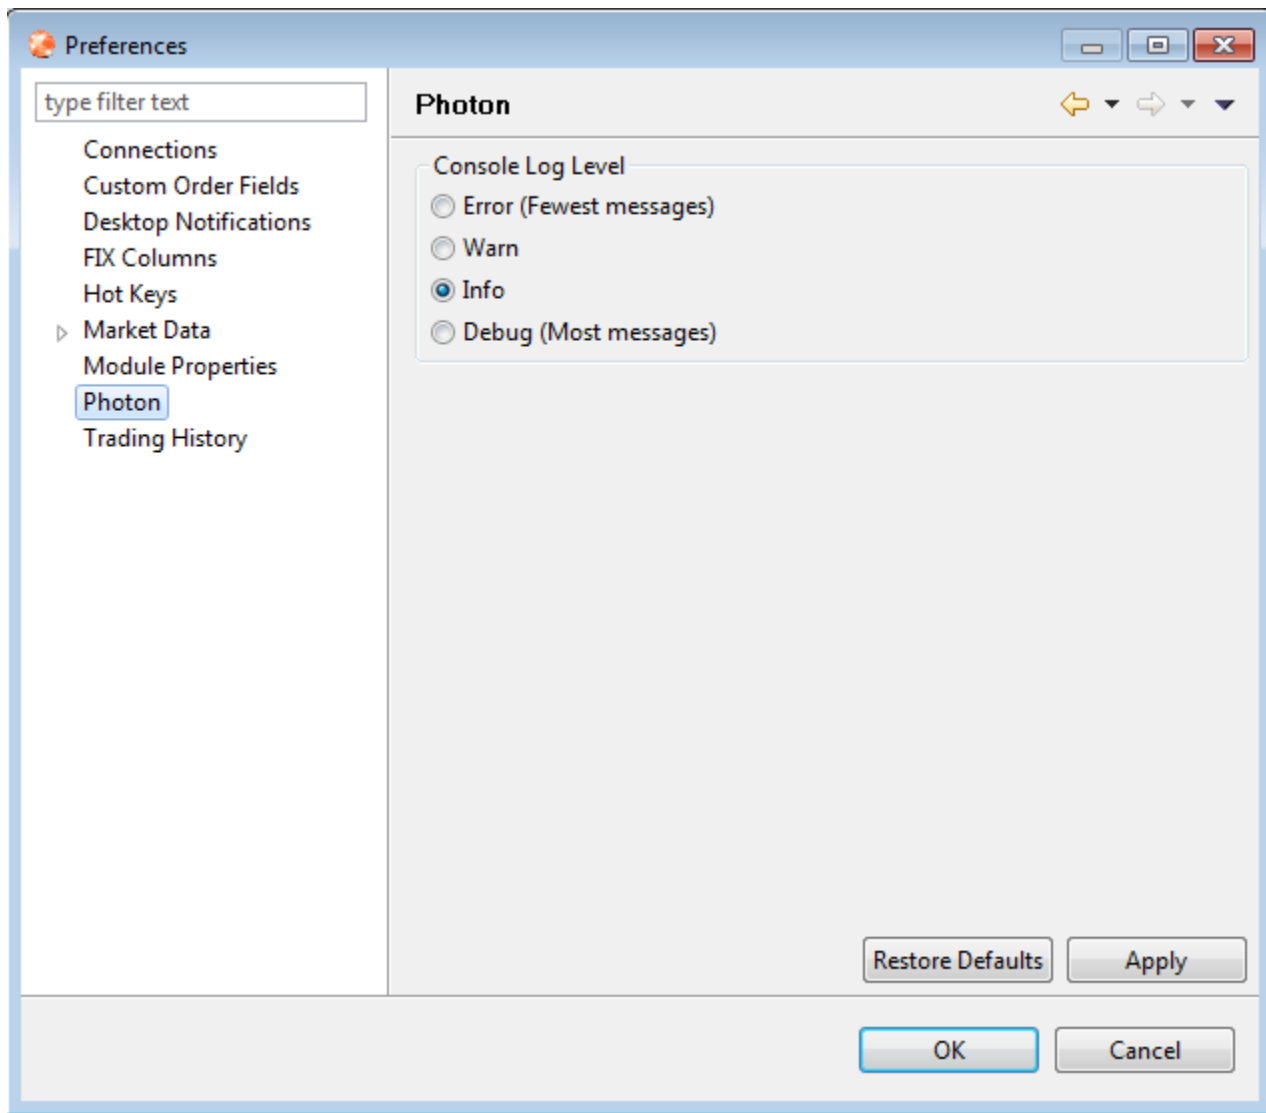 Preferences
type filter text
Connections
Custom Order Fields
Desktop Notifications
FIX Columns
Hot Keys
Market Data
Module Properties
Photon
Trading History
Photon
Console Log Level
Error (Fewest messages)
Warn
Info
Debug (Most messages)
Restore Defaults
Apply
OK
Cancel